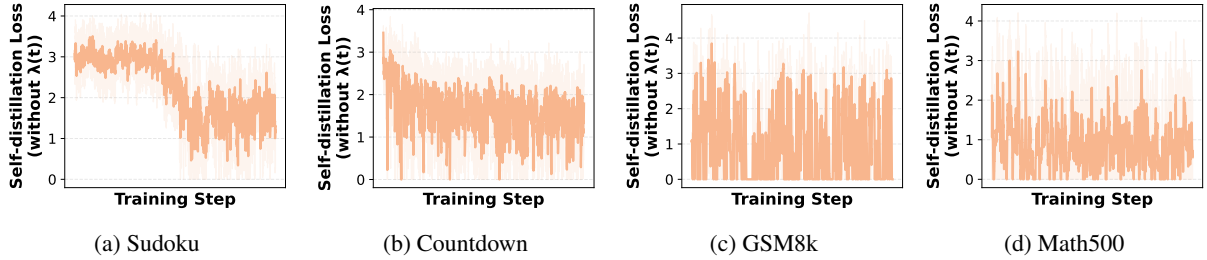 Self-distillation Loss
(without λ(t))
4
3
2
1
0
Training Step
(a) Sudoku
Self-distillation Loss
(without λ(t))
4
3
2
1
0
Training Step
(b) Countdown
Self-distillation Loss
(without λ(t))
4
3
2
1
0
Training Step
(c) GSM8k
Self-distillation Loss
(without λ(t))
4
3
2
1
0
Training Step
(d) Math500